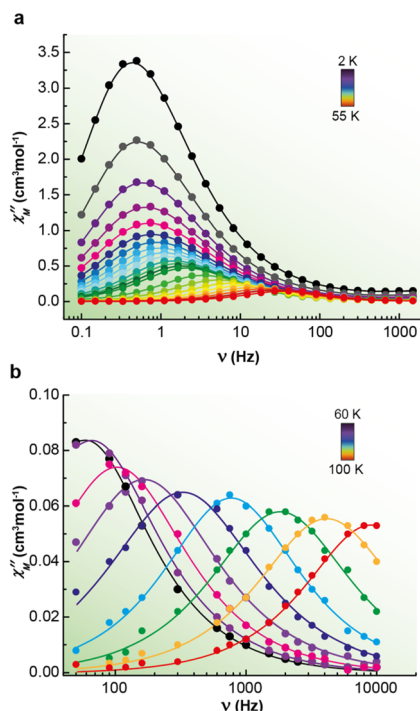 a
2 K
55 K
3.5
3.0
2.5
2.0
1.5
1.0
0.5
0.0
χ″M (cm³mol⁻¹)
0.1 1 10 100 1000
ν (Hz)
b
60 K
100 K
0.10
0.08
0.06
0.04
0.02
0.00
χ″M (cm³mol⁻¹)
100 1000 10000
ν (Hz)